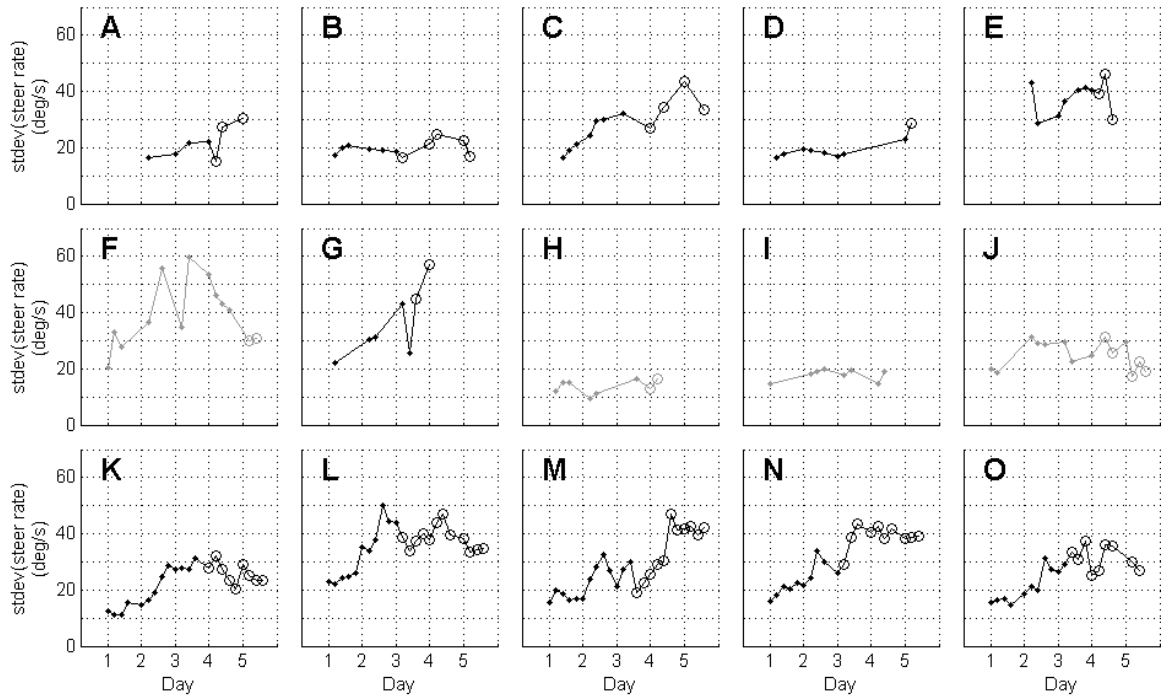 A B C D E
stdev(steer rate)
(deg/s)
60
40
20
0
F G H I J
stdev(steer rate)
(deg/s)
60
40
20
0
K L M N O
stdev(steer rate)
(deg/s)
60
40
20
0
1 2 3 4 5 1 2 3 4 5 1 2 3 4 5 1 2 3 4 5 1 2 3 4 5
Day Day Day Day Day